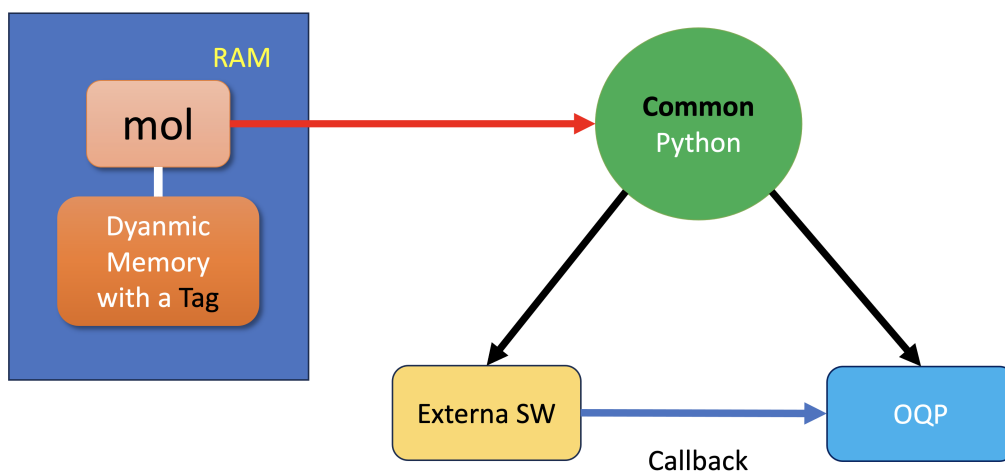 RAM
mol
Dyanmic
Memory
with a Tag
Common
Python
Externa SW
Callback
OQP